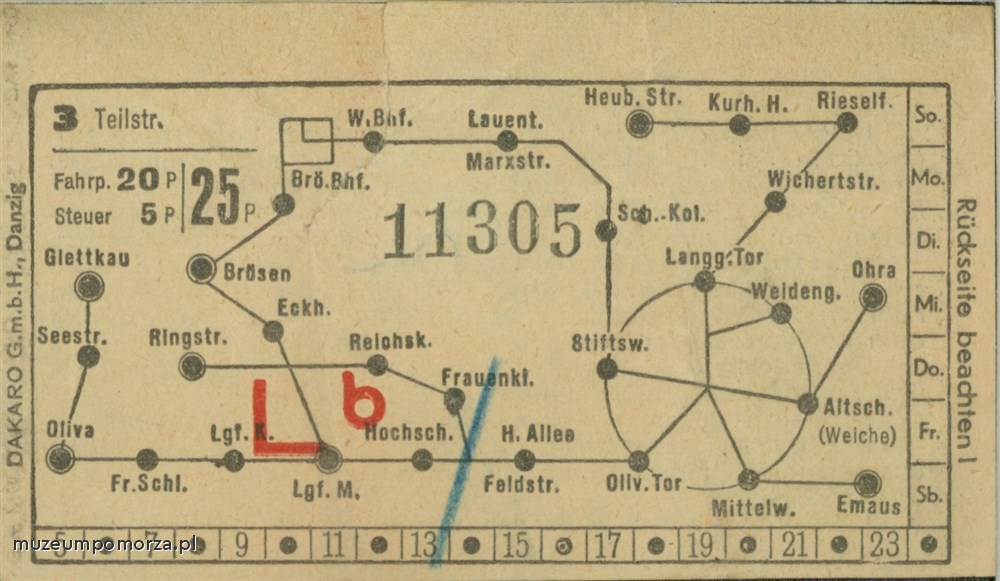 3 Teilstr.
Fahrp. 20 P
Steuer 5 P
25 P
11305
Heub. Str.
Kurh. H.
Rieself.
W.Bhf.
Lauent.
Marxstr.
Brö.Bhf.
Wichertstr.
Sch.-Kol.
Glettkau
Brösen
Langg.Tor
Ohra
Weideng.
Eckh.
Seestr.
Ringstr.
Reichsk.
Stiftsw.
Frauenkl.
Altsch.
(Weiche)
L b
Oliva
Lgf. K.
Hochsch.
H. Allee
Fr.Schl.
Lgf. M.
Feldstr.
Oliv.Tor
Mittelw.
Emaus
So.
Mo.
Di.
Mi.
Do.
Fr.
Sb.
5 7 9 11 13 15 17 19 21 23
DAKARO G.m.b.H., Danzig
Rückseite beachten!
muzeumpomorza.pl